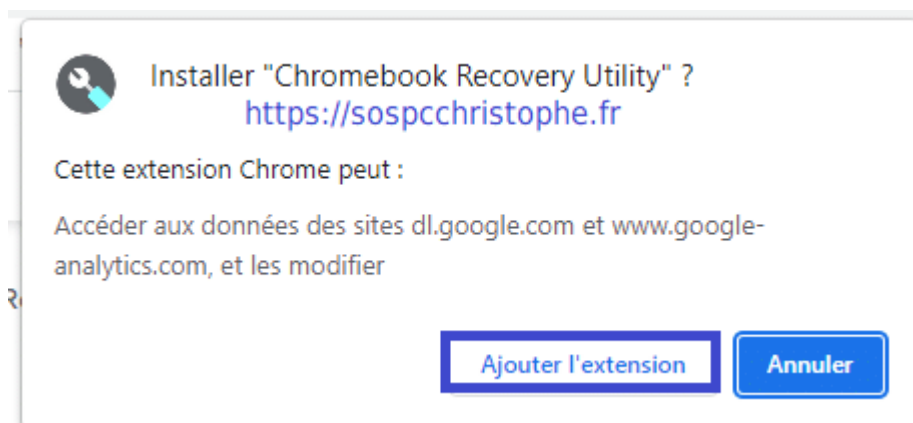 Installer "Chromebook Recovery Utility" ?
https://sospcchristophe.fr
Cette extension Chrome peut :
Accéder aux données des sites dl.google.com et www.google-
analytics.com, et les modifier
Ajouter l'extension
Annuler